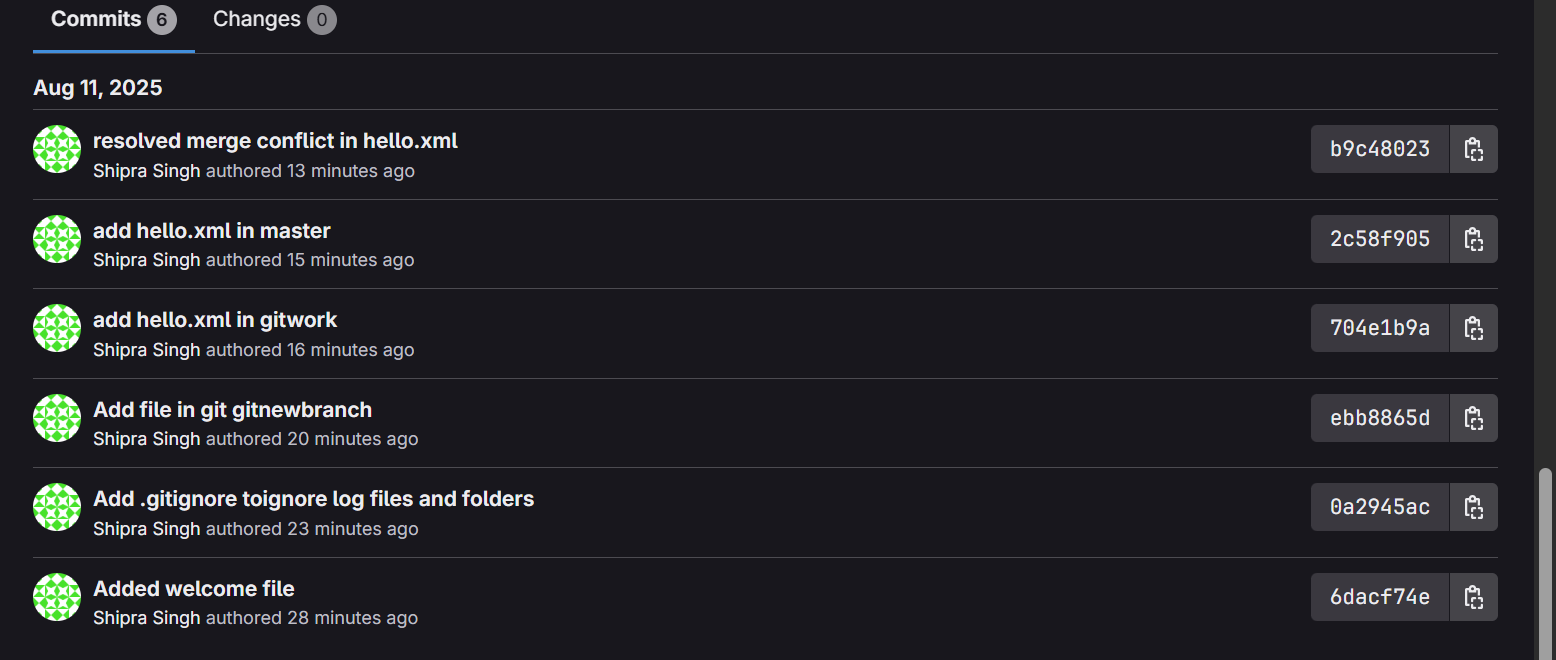 Commits 6 Changes 0
Aug 11, 2025
resolved merge conflict in hello.xml
Shipra Singh authored 13 minutes ago
b9c48023
add hello.xml in master
Shipra Singh authored 15 minutes ago
2c58f905
add hello.xml in gitwork
Shipra Singh authored 16 minutes ago
704e1b9a
Add file in git gitnewbranch
Shipra Singh authored 20 minutes ago
ebb8865d
Add .gitignore toignore log files and folders
Shipra Singh authored 23 minutes ago
0a2945ac
Added welcome file
Shipra Singh authored 28 minutes ago
6dacf74e